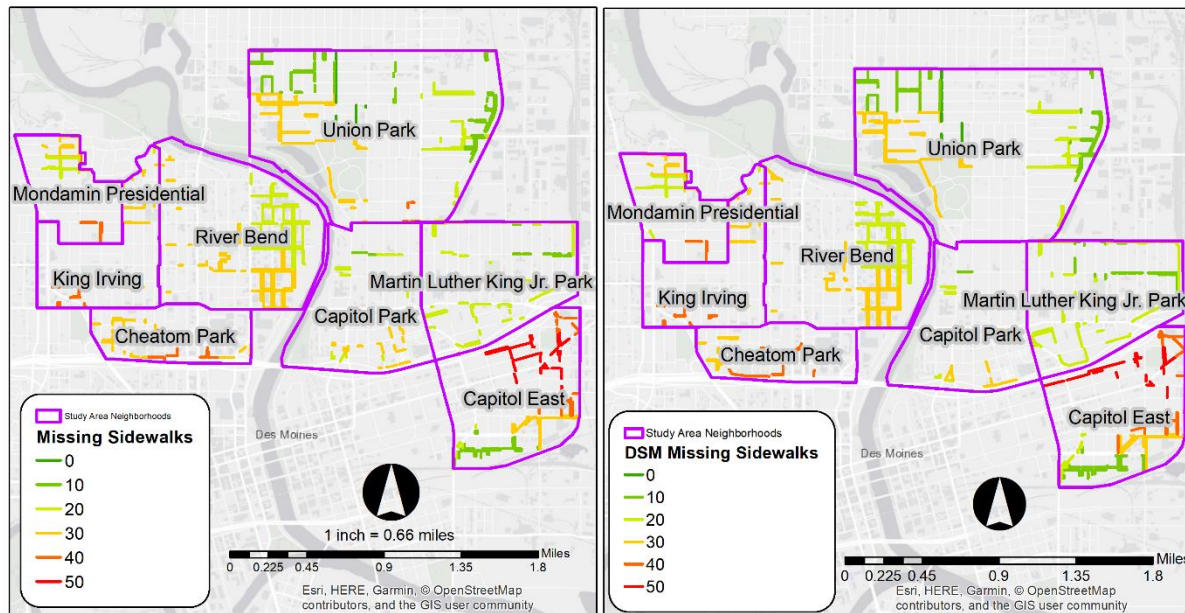 Union Park
Mondamin Presidential
River Bend
King Irving
Martin Luther King Jr. Park
Capitol Park
Cheatom Park
Capitol East
Des Moines
Study Area Neighborhoods
Missing Sidewalks
0
10
20
30
40
50
1 inch = 0.66 miles
Miles
0 0.225 0.45 0.9 1.35 1.8
Esri, HERE, Garmin, © OpenStreetMap
contributors, and the GIS user community
Union Park
Mondamin Presidential
River Bend
King Irving
Martin Luther King Jr. Park
Capitol Park
Cheatom Park
Capitol East
Des Moines
Study Area Neighborhoods
DSM Missing Sidewalks
0
10
20
30
40
50
Miles
0 0.225 0.45 0.9 1.35 1.8
Esri, HERE, Garmin, © OpenStreetMap
contributors, and the GIS user community